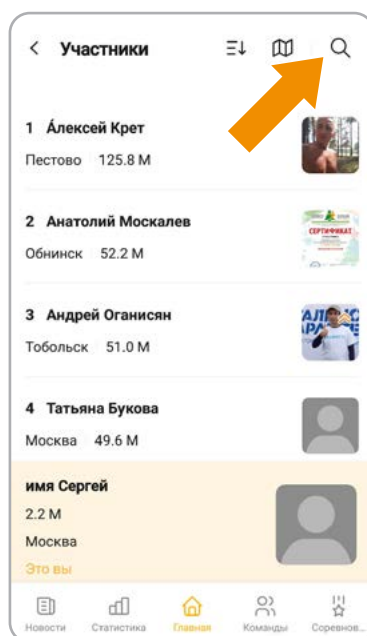 Участники
1 Áлексей Крет
Пестово 125.8 M
2 Анатолий Москалев
Обнинск 52.2 M
СЕРТИФИКАТ
3 Андрей Оганисян
Тобольск 51.0 M
4 Татьяна Букова
Москва 49.6 M
имя Сергей
2.2 M
Москва
Это вы
Новости Статистика Главная Команды Соревнов...